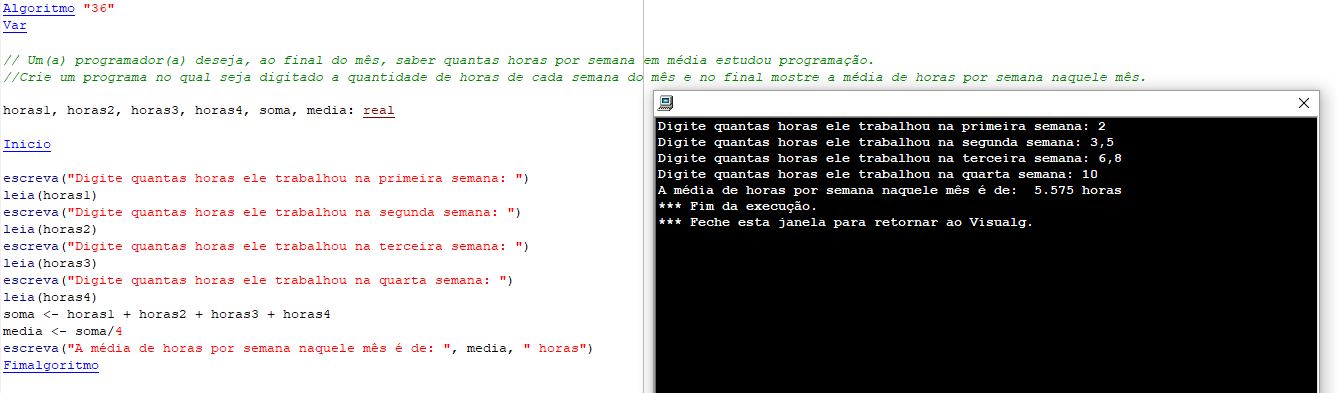 Algoritmo "36"
Var
// Um(a) programador(a) deseja, ao final do mês, saber quantas horas por semana em média estudou programação.
//Crie um programa no qual seja digitado a quantidade de horas de cada semana do mês e no final mostre a média de horas por semana naquele mês.
horas1, horas2, horas3, horas4, soma, media: real
Inicio
escreva("Digite quantas horas ele trabalhou na primeira semana: ")
leia(horas1)
escreva("Digite quantas horas ele trabalhou na segunda semana: ")
leia(horas2)
escreva("Digite quantas horas ele trabalhou na terceira semana: ")
leia(horas3)
escreva("Digite quantas horas ele trabalhou na quarta semana: ")
leia(horas4)
soma <- horas1 + horas2 + horas3 + horas4
media <- soma/4
escreva("A média de horas por semana naquele mês é de: ", media, " horas")
Fimalgoritmo
Digite quantas horas ele trabalhou na primeira semana: 2
Digite quantas horas ele trabalhou na segunda semana: 3,5
Digite quantas horas ele trabalhou na terceira semana: 6,8
Digite quantas horas ele trabalhou na quarta semana: 10
A média de horas por semana naquele mês é de:  5.575 horas
*** Fim da execução.
*** Feche esta janela para retornar ao Visualg.